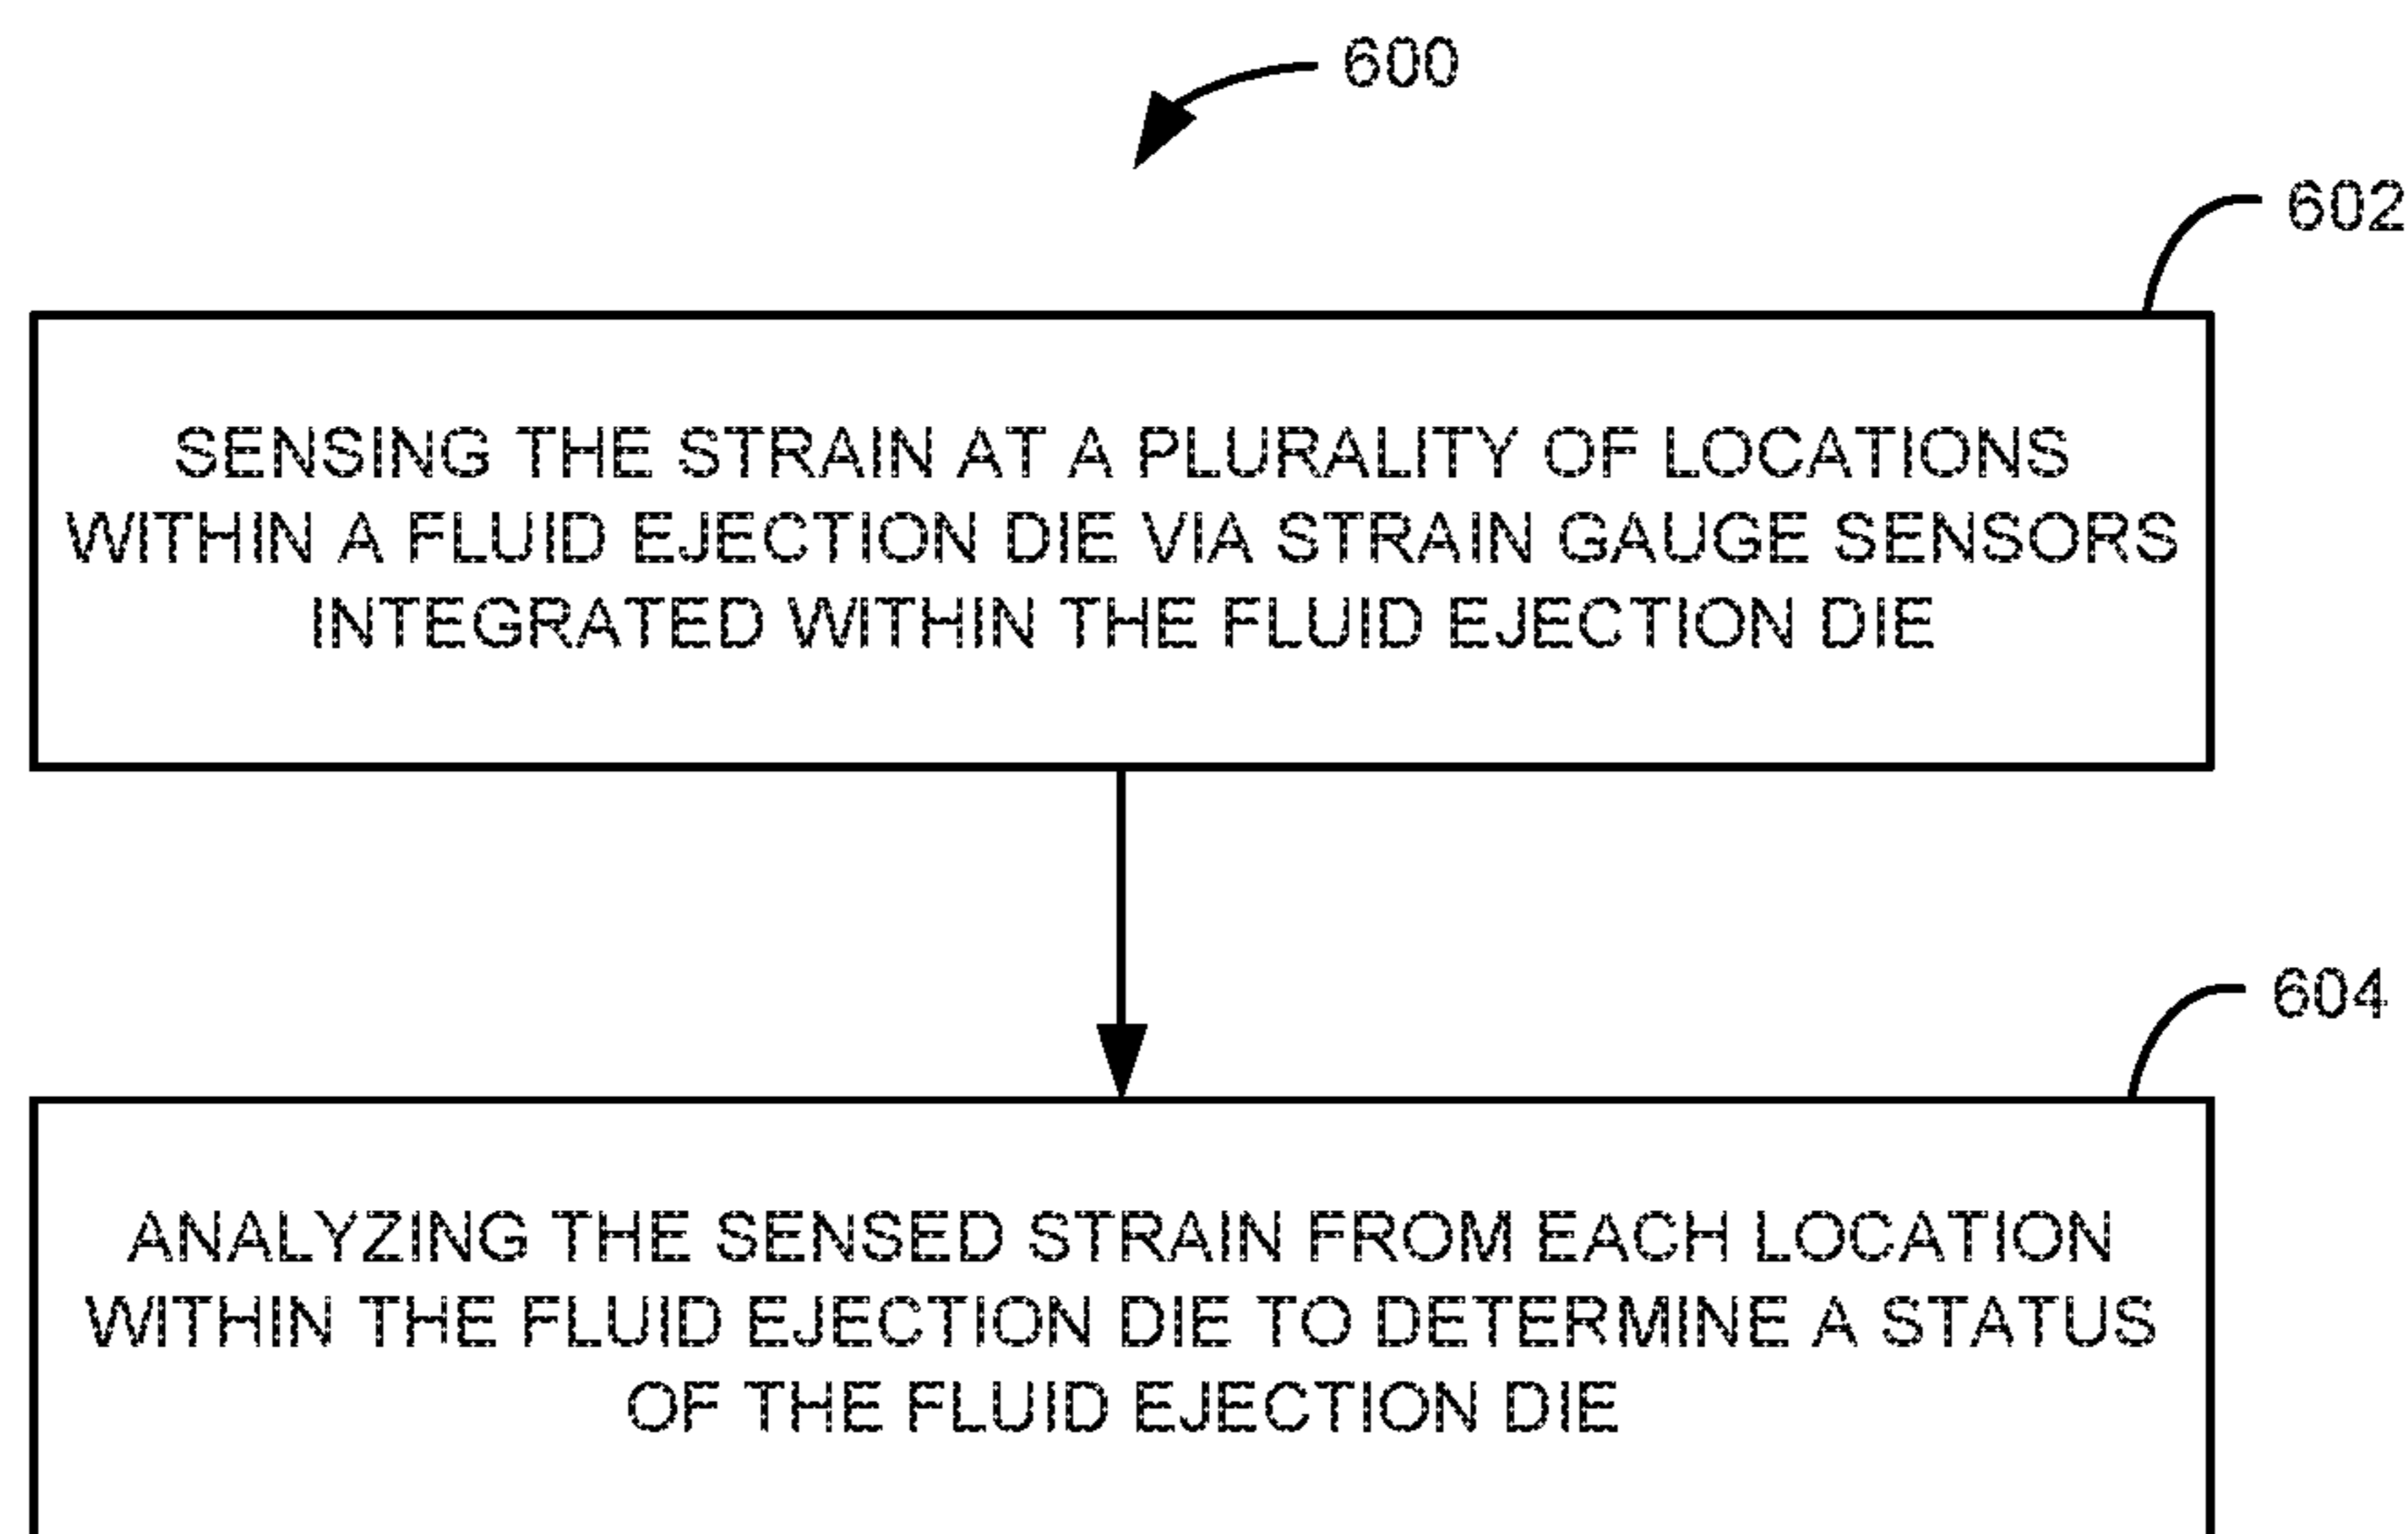 600
602
SENSING THE STRAIN AT A PLURALITY OF LOCATIONS
WITHIN A FLUID EJECTION DIE VIA STRAIN GAUGE SENSORS
INTEGRATED WITHIN THE FLUID EJECTION DIE
604
ANALYZING THE SENSED STRAIN FROM EACH LOCATION
WITHIN THE FLUID EJECTION DIE TO DETERMINE A STATUS
OF THE FLUID EJECTION DIE